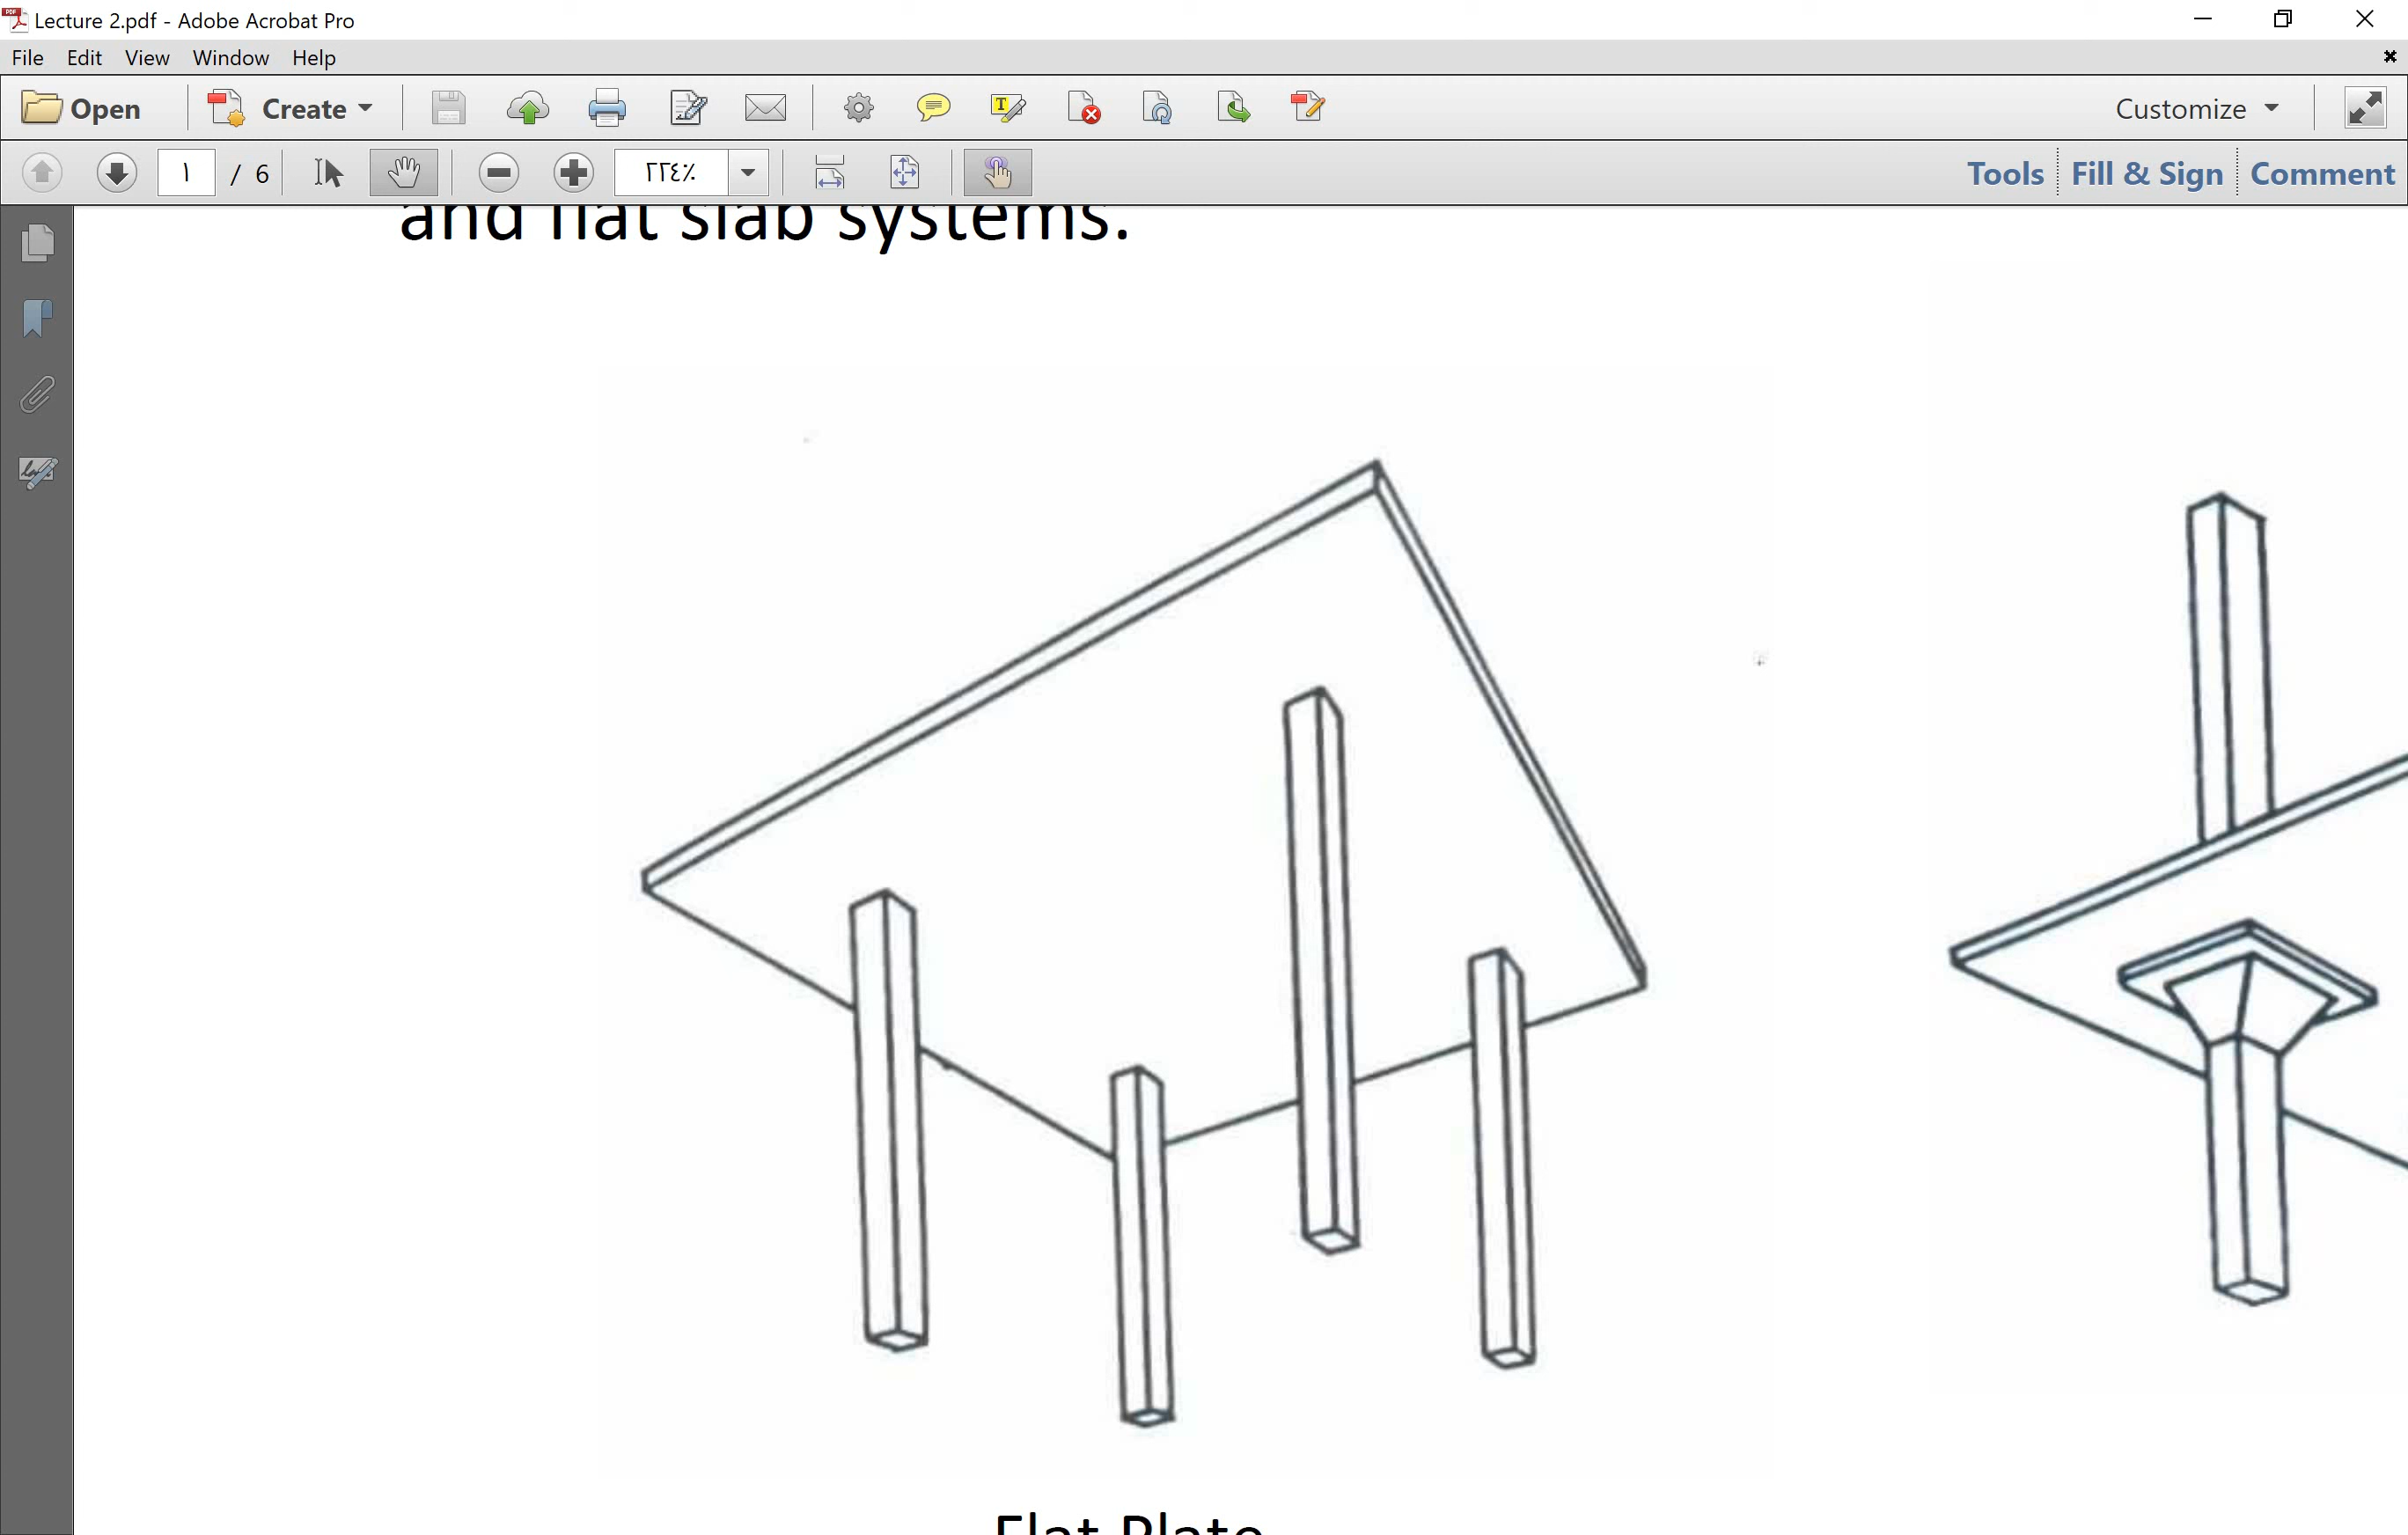 Lecture 2.pdf - Adobe Acrobat Pro
File Edit View Window Help
Open Create Customize
١ / 6 ٢٢٤٪ Tools Fill & Sign Comment
and flat slab systems.
Flat Plate